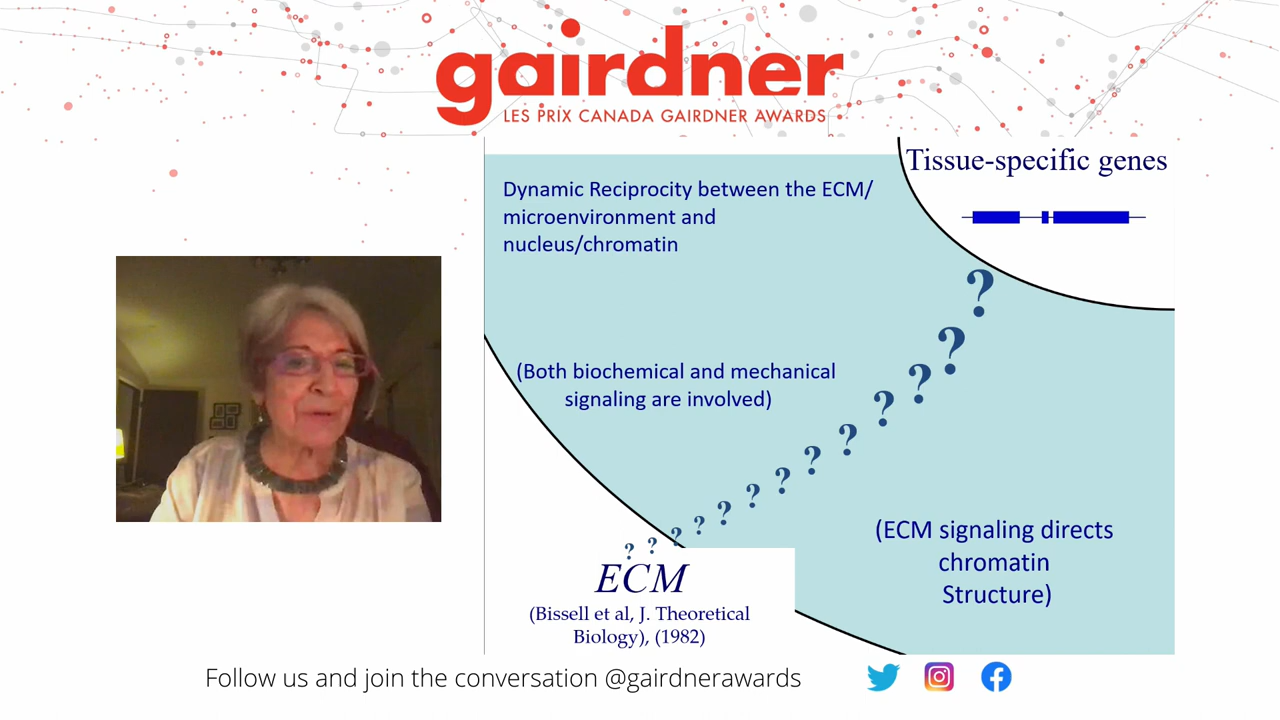 gairdner
LES PRIX CANADA GAIRDNER AWARDS
Dynamic Reciprocity between the ECM/
microenvironment and
nucleus/chromatin
Tissue-specific genes
(Both biochemical and mechanical
signaling are involved)
? ? ? ? ? ? ? ? ? ? ? ? ?
(ECM signaling directs
chromatin
Structure)
ECM
(Bissell et al, J. Theoretical
Biology), (1982)
Follow us and join the conversation @gairdnerawards